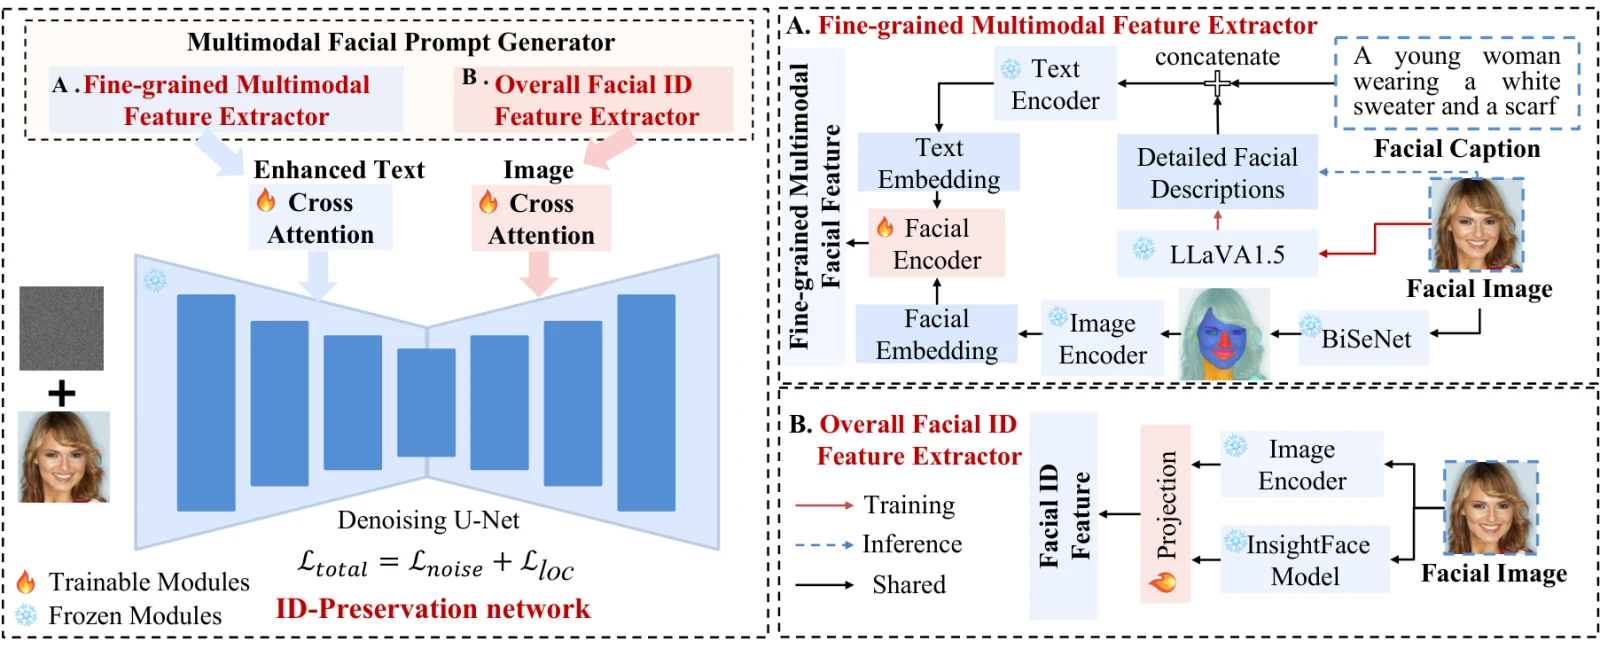 Multimodal Facial Prompt Generator
A . Fine-grained Multimodal
Feature Extractor
B . Overall Facial ID
Feature Extractor
Enhanced Text
Cross
Attention
Image
Cross
Attention
+
Denoising U-Net
ℒtotal = ℒnoise + ℒloc
Trainable Modules
Frozen Modules
ID-Preservation network
A. Fine-grained Multimodal Feature Extractor
Fine-grained Multimodal
Facial Feature
Text
Encoder
concatenate
A young woman
wearing a white
sweater and a scarf
Facial Caption
Text
Embedding
Detailed Facial
Descriptions
Facial
Encoder
LLaVA1.5
Facial Image
Facial
Embedding
Image
Encoder
BiSeNet
B. Overall Facial ID
Feature Extractor
Training
Inference
Shared
Facial ID
Feature
Projection
Image
Encoder
InsightFace
Model
Facial Image